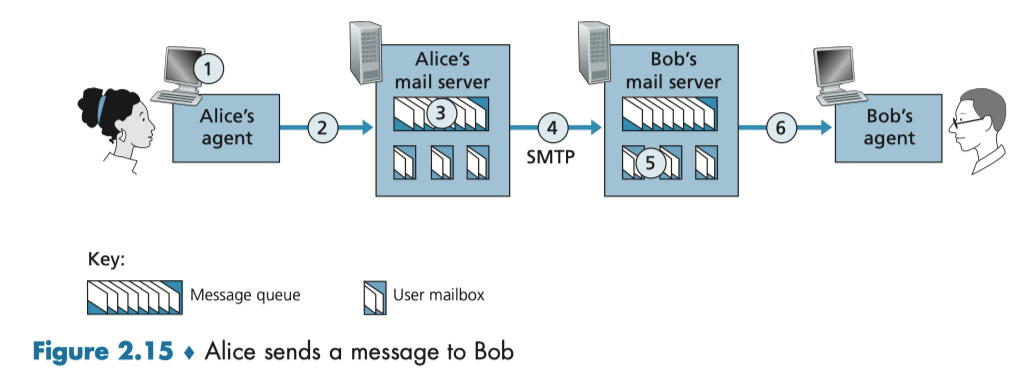 1
Alice's
agent
2
Alice's
mail server
3
4
SMTP
Bob's
mail server
5
6
Bob's
agent
Key:
Message queue
User mailbox
Figure 2.15 ♦ Alice sends a message to Bob